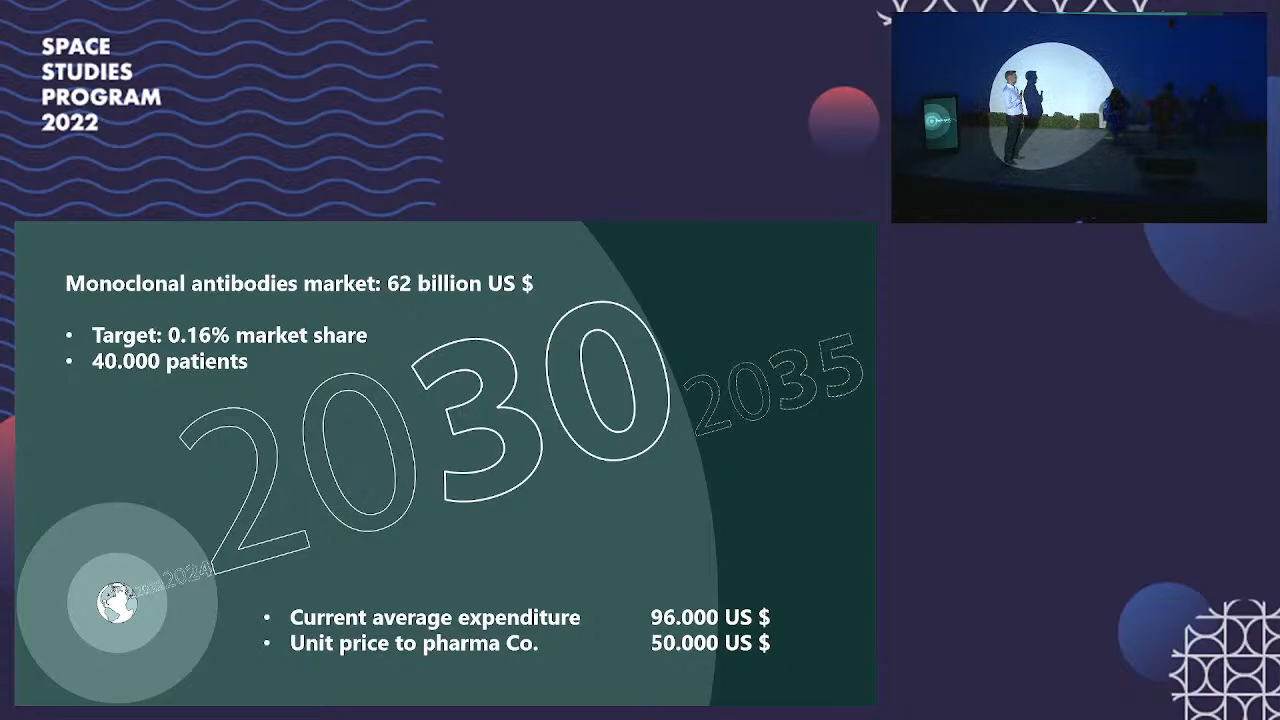 SPACE
STUDIES
PROGRAM
2022
Monoclonal antibodies market: 62 billion US $
• Target: 0.16% market share
• 40.000 patients
2030
2035
2024
• Current average expenditure 96.000 US $
• Unit price to pharma Co. 50.000 US $